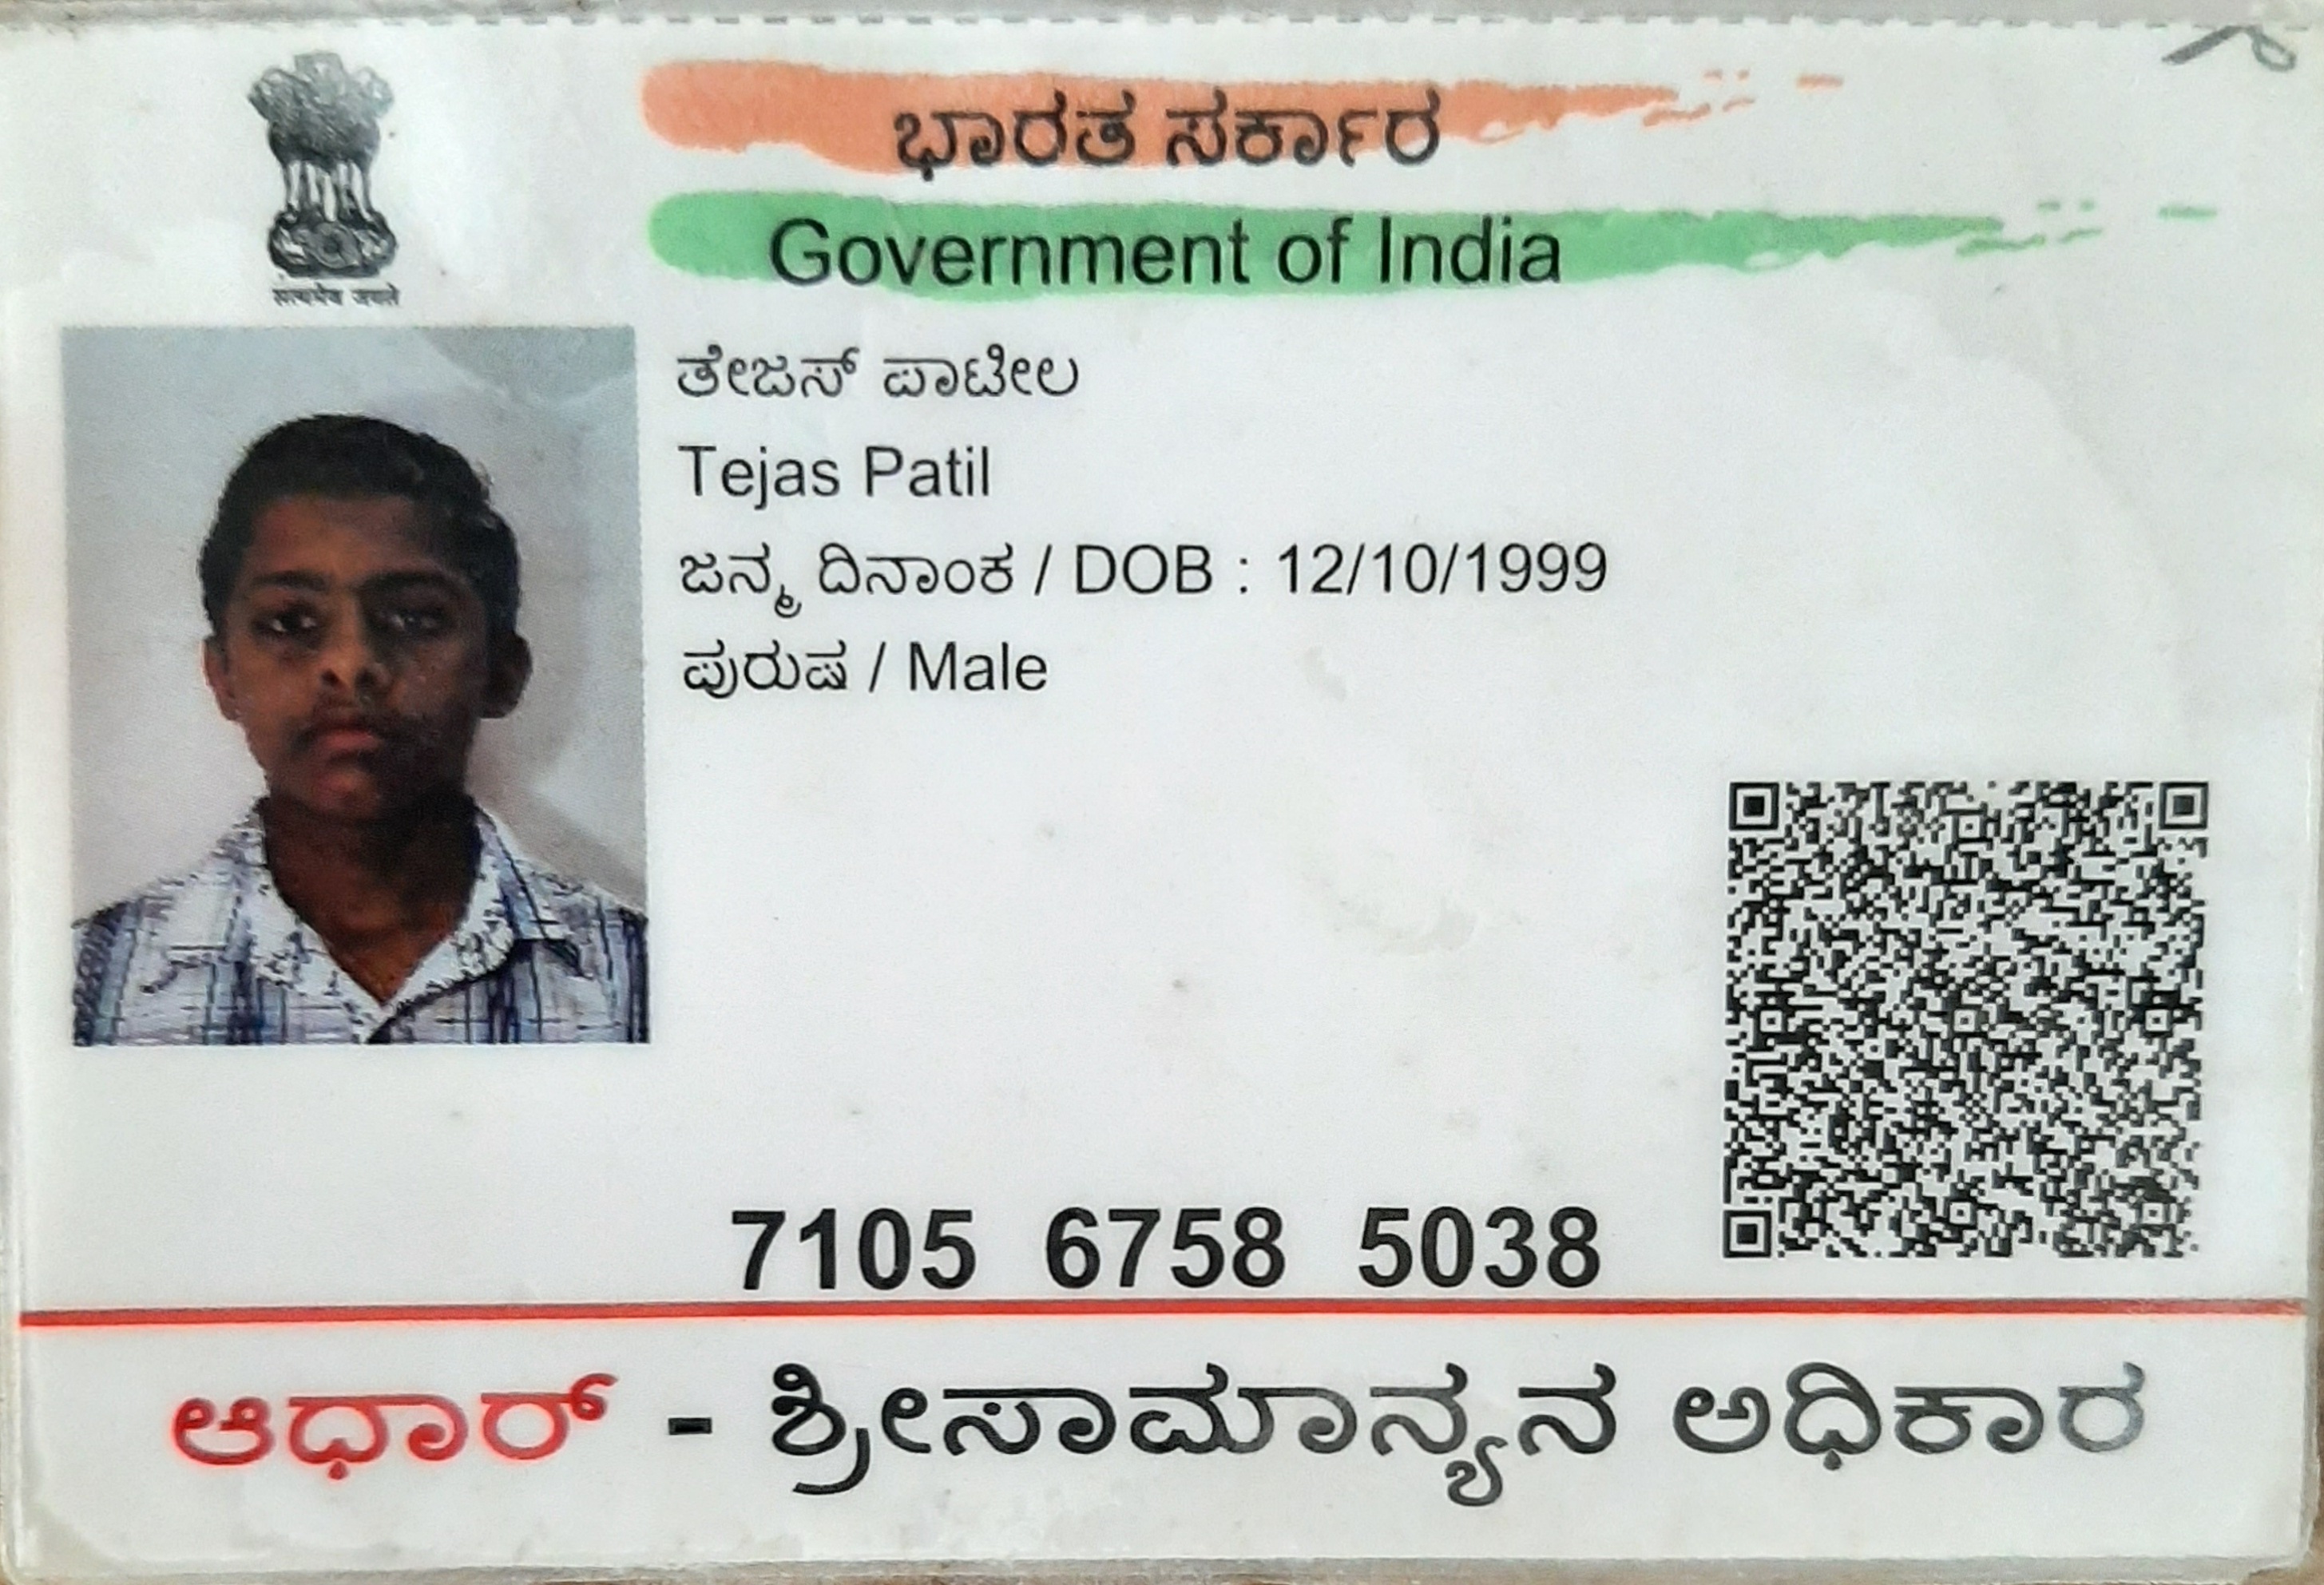 ಭಾರತ ಸರ್ಕಾರ
Government of India
सत्यमेव जयते
ತೇಜಸ್ ಪಾಟೀಲ
Tejas Patil
ಜನ್ಮ ದಿನಾಂಕ / DOB : 12/10/1999
ಪುರುಷ / Male
7105 6758 5038
ಆಧಾರ್ - ಶ್ರೀಸಾಮಾನ್ಯನ ಅಧಿಕಾರ